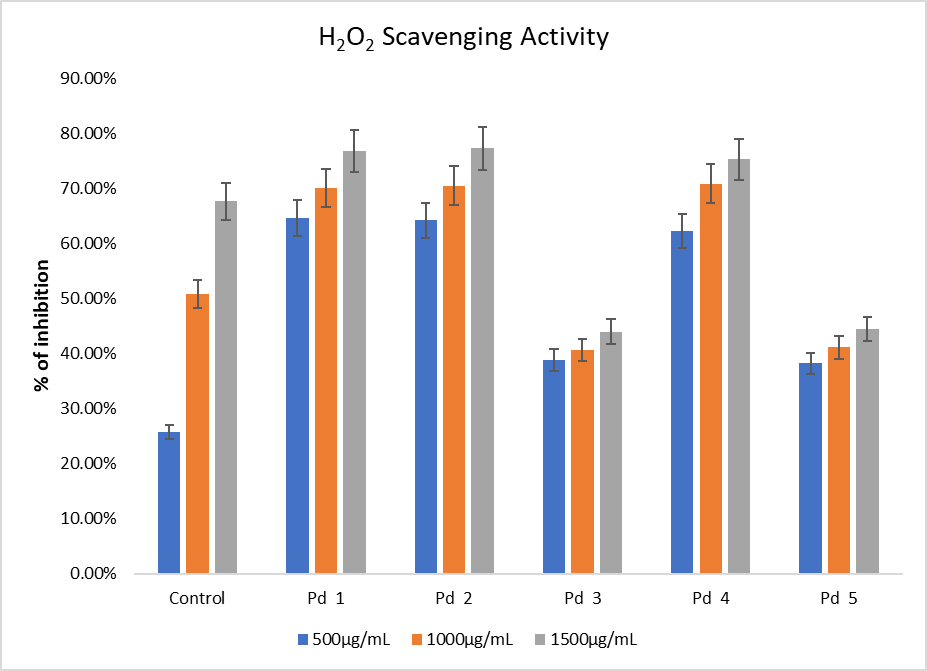 H₂O₂ Scavenging Activity
% of inhibition
90.00%
80.00%
70.00%
60.00%
50.00%
40.00%
30.00%
20.00%
10.00%
0.00%
Control Pd 1 Pd 2 Pd 3 Pd 4 Pd 5
500µg/mL 1000µg/mL 1500µg/mL